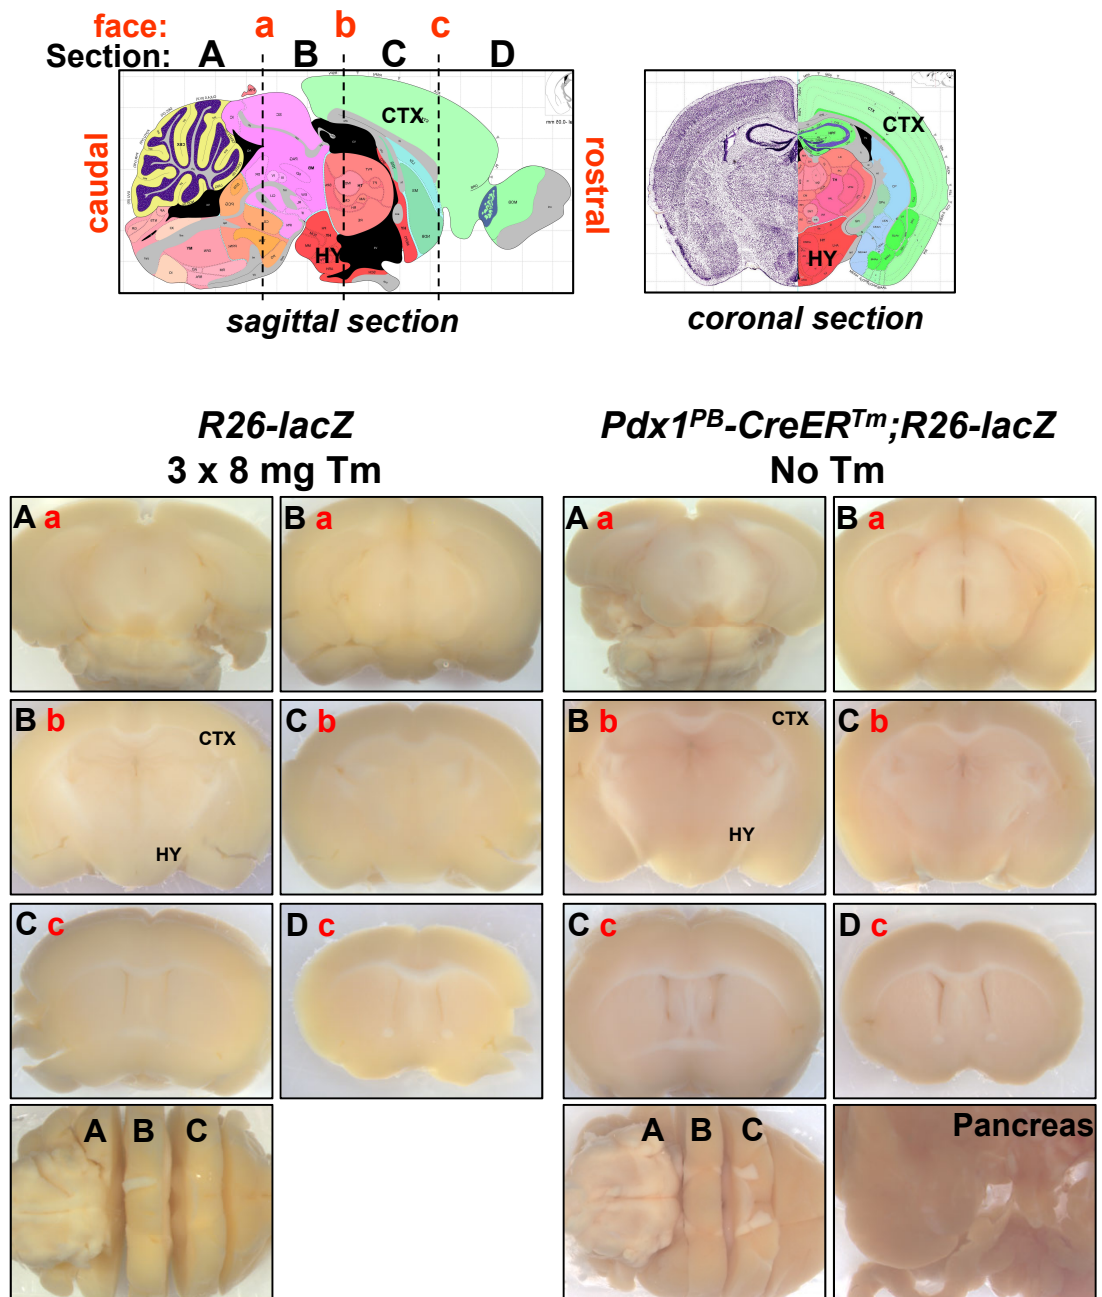 face: a b c
Section: A B C D
caudal
CTX
HY
rostral
CTX
HY
sagittal section
coronal section
R26-lacZ
3 x 8 mg Tm
Pdx1PB-CreERTm;R26-lacZ
No Tm
A a
B a
A a
B a
B b
CTX
HY
C b
B b
CTX
HY
C b
C c
D c
C c
D c
A B C
A B C
Pancreas